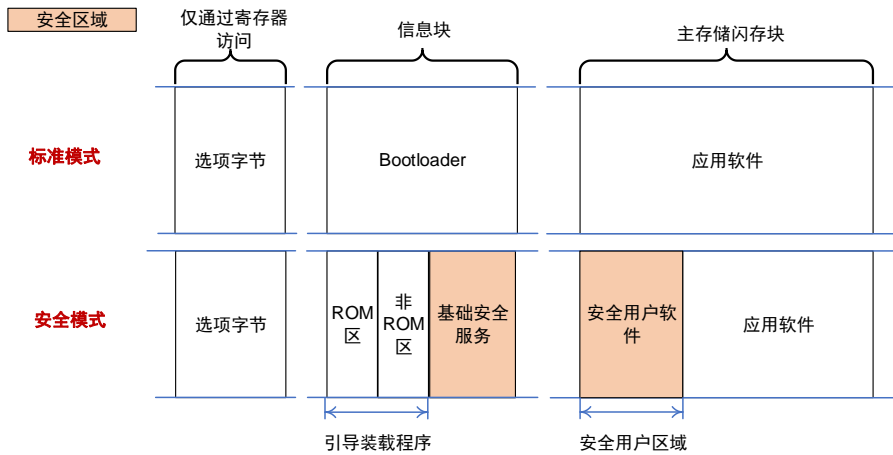 安全区域
仅通过寄存器
访问
信息块
主存储闪存块
标准模式
选项字节
Bootloader
应用软件
安全模式
选项字节
ROM
区
非
ROM
区
基础安全
服务
安全用户软
件
应用软件
引导装载程序
安全用户区域